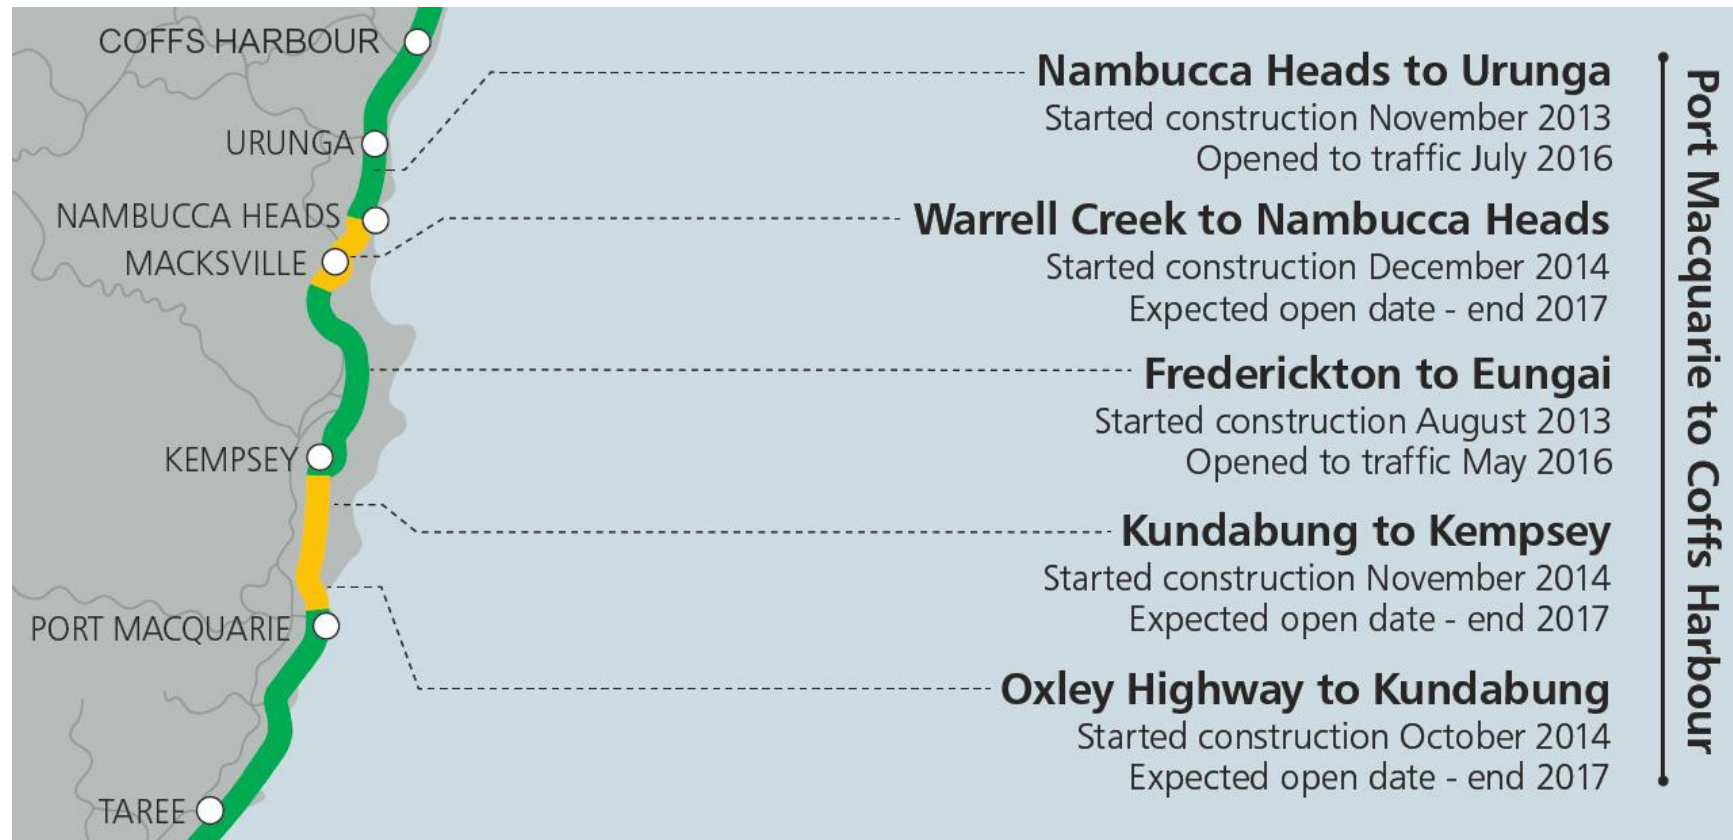 COFFS HARBOUR
URUNGA
NAMBUCCA HEADS
MACKSVILLE
KEMPSEY
PORT MACQUARIE
TAREE
Nambucca Heads to Urunga
Started construction November 2013
Opened to traffic July 2016
Warrell Creek to Nambucca Heads
Started construction December 2014
Expected open date - end 2017
Frederickton to Eungai
Started construction August 2013
Opened to traffic May 2016
Kundabung to Kempsey
Started construction November 2014
Expected open date - end 2017
Oxley Highway to Kundabung
Started construction October 2014
Expected open date - end 2017
Port Macquarie to Coffs Harbour